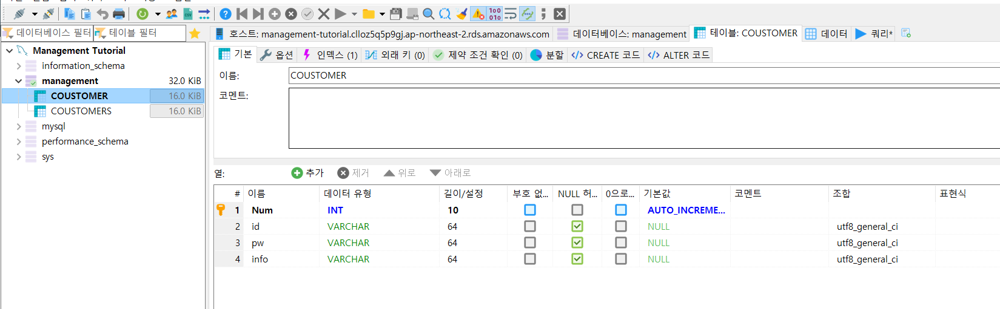 데이터베이스 필터 테이블 필터
호스트: management-tutorial.clloz5q5p9gj.ap-northeast-2.rds.amazonaws.com 데이터베이스: management 테이블: COUSTOMER 데이터 쿼리*
Management Tutorial
information_schema
management 32.0 KiB
COUSTOMER 16.0 KiB
COUSTOMERS 16.0 KiB
mysql
performance_schema
sys
기본 옵션 인덱스 (1) 외래 키 (0) 제약 조건 확인 (0) 분할 CREATE 코드 ALTER 코드
이름: COUSTOMER
코멘트:
열: 추가 제거 위로 아래로
# 이름 데이터 유형 길이/설정 부호 없... NULL 허... 0으로... 기본값 코멘트 조합 표현식
1 Num INT 10 AUTO_INCREME...
2 id VARCHAR 64 NULL utf8_general_ci
3 pw VARCHAR 64 NULL utf8_general_ci
4 info VARCHAR 64 NULL utf8_general_ci